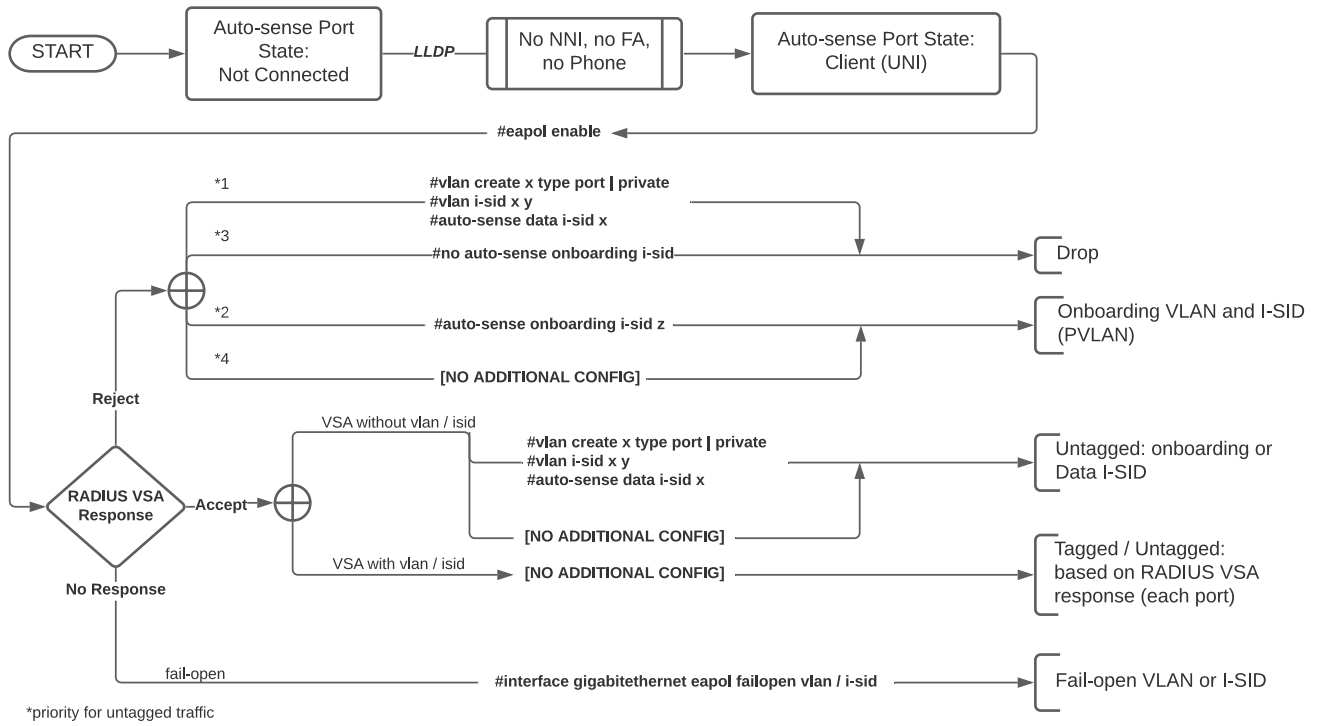 START
Auto-sense Port
State:
Not Connected
LLDP
No NNI, no FA,
no Phone
Auto-sense Port State:
Client (UNI)
#eapol enable
*1
#vlan create x type port | private
#vlan i-sid x y
#auto-sense data i-sid x
*3
#no auto-sense onboarding i-sid
Drop
*2
#auto-sense onboarding i-sid z
Onboarding VLAN and I-SID
(PVLAN)
*4
[NO ADDITIONAL CONFIG]
Reject
VSA without vlan / isid
#vlan create x type port | private
#vlan i-sid x y
#auto-sense data i-sid x
Untagged: onboarding or
Data I-SID
RADIUS VSA
Response
Accept
[NO ADDITIONAL CONFIG]
VSA with vlan / isid
[NO ADDITIONAL CONFIG]
Tagged / Untagged:
based on RADIUS VSA
response (each port)
No Response
fail-open
#interface gigabitethernet eapol failopen vlan / i-sid
Fail-open VLAN or I-SID
*priority for untagged traffic